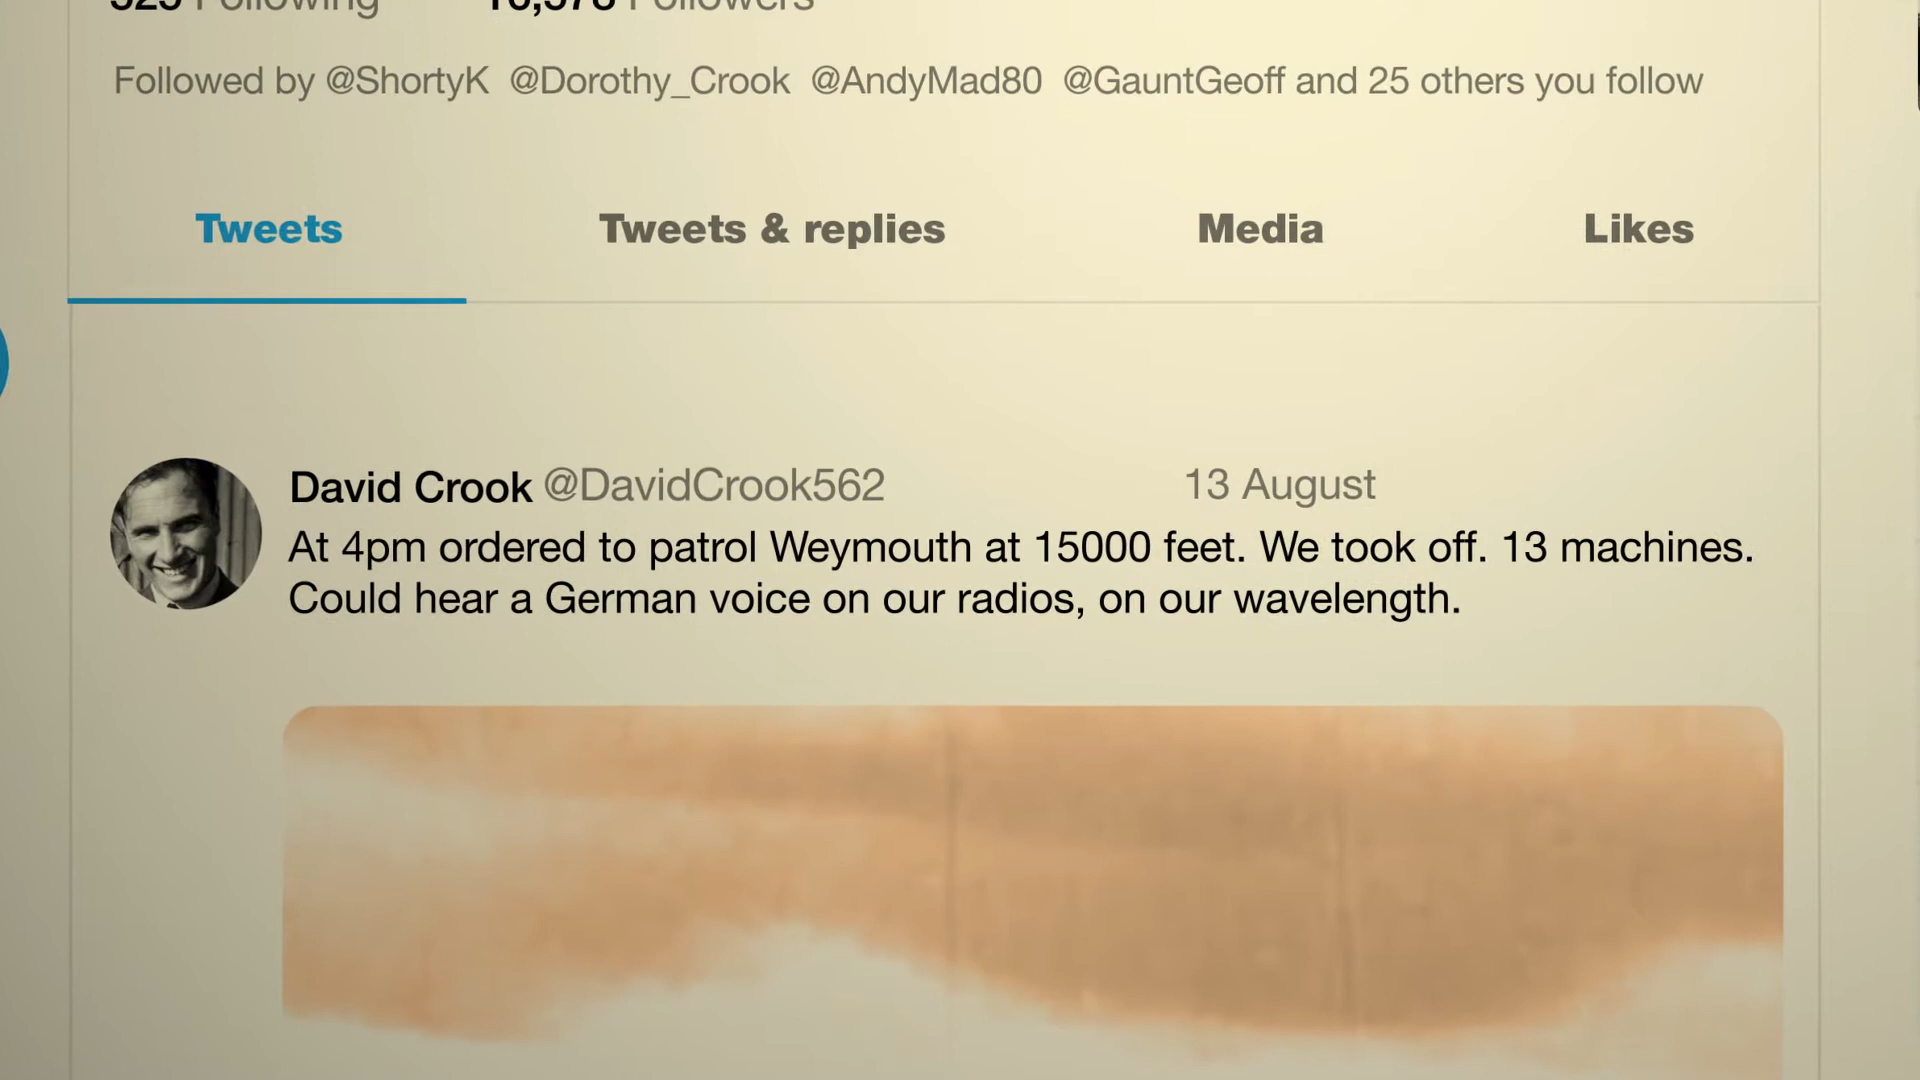 Following Followers
Followed by @ShortyK @Dorothy_Crook @AndyMad80 @GauntGeoff and 25 others you follow
Tweets Tweets & replies Media Likes
David Crook @DavidCrook562 13 August
At 4pm ordered to patrol Weymouth at 15000 feet. We took off. 13 machines.
Could hear a German voice on our radios, on our wavelength.